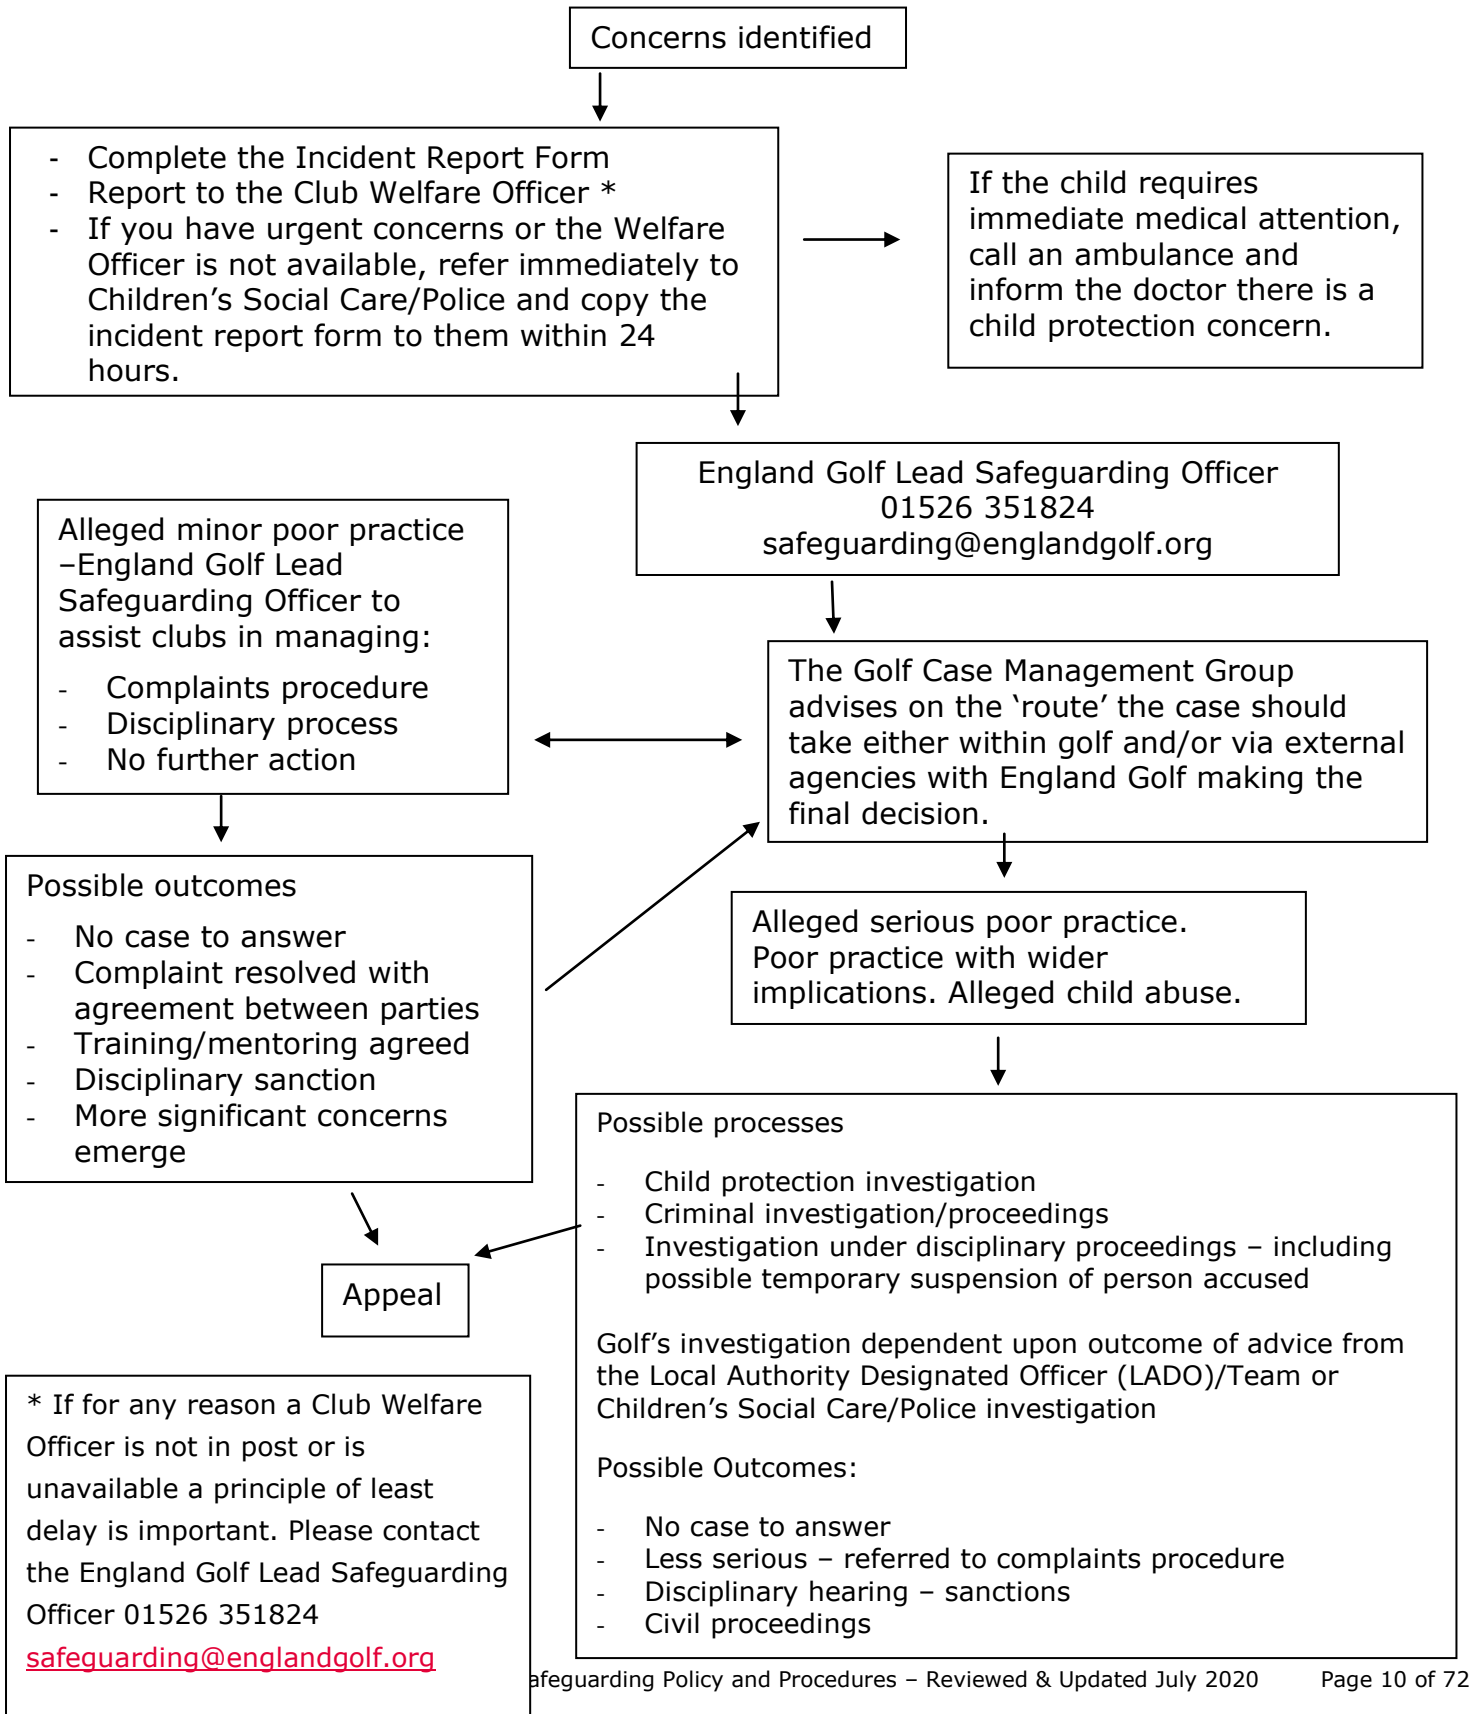 Concerns identified
- Complete the Incident Report Form
- Report to the Club Welfare Officer *
- If you have urgent concerns or the Welfare
Officer is not available, refer immediately to
Children’s Social Care/Police and copy the
incident report form to them within 24
hours.
If the child requires
immediate medical attention,
call an ambulance and
inform the doctor there is a
child protection concern.
England Golf Lead Safeguarding Officer
01526 351824
safeguarding@englandgolf.org
Alleged minor poor practice
–England Golf Lead
Safeguarding Officer to
assist clubs in managing:
- Complaints procedure
- Disciplinary process
- No further action
The Golf Case Management Group
advises on the ‘route’ the case should
take either within golf and/or via external
agencies with England Golf making the
final decision.
Possible outcomes
- No case to answer
- Complaint resolved with
agreement between parties
- Training/mentoring agreed
- Disciplinary sanction
- More significant concerns
emerge
Alleged serious poor practice.
Poor practice with wider
implications. Alleged child abuse.
Possible processes
- Child protection investigation
- Criminal investigation/proceedings
- Investigation under disciplinary proceedings – including
possible temporary suspension of person accused
Golf’s investigation dependent upon outcome of advice from
the Local Authority Designated Officer (LADO)/Team or
Children’s Social Care/Police investigation
Possible Outcomes:
- No case to answer
- Less serious – referred to complaints procedure
- Disciplinary hearing – sanctions
- Civil proceedings
Appeal
* If for any reason a Club Welfare
Officer is not in post or is
unavailable a principle of least
delay is important. Please contact
the England Golf Lead Safeguarding
Officer 01526 351824
safeguarding@englandgolf.org
afeguarding Policy and Procedures – Reviewed & Updated July 2020 Page 10 of 72